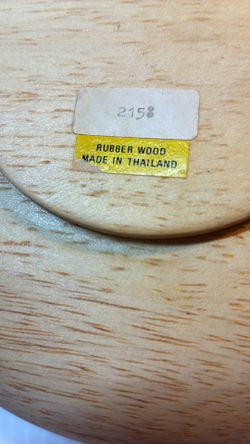 2158
RUBBER WOOD
MADE IN THAILAND